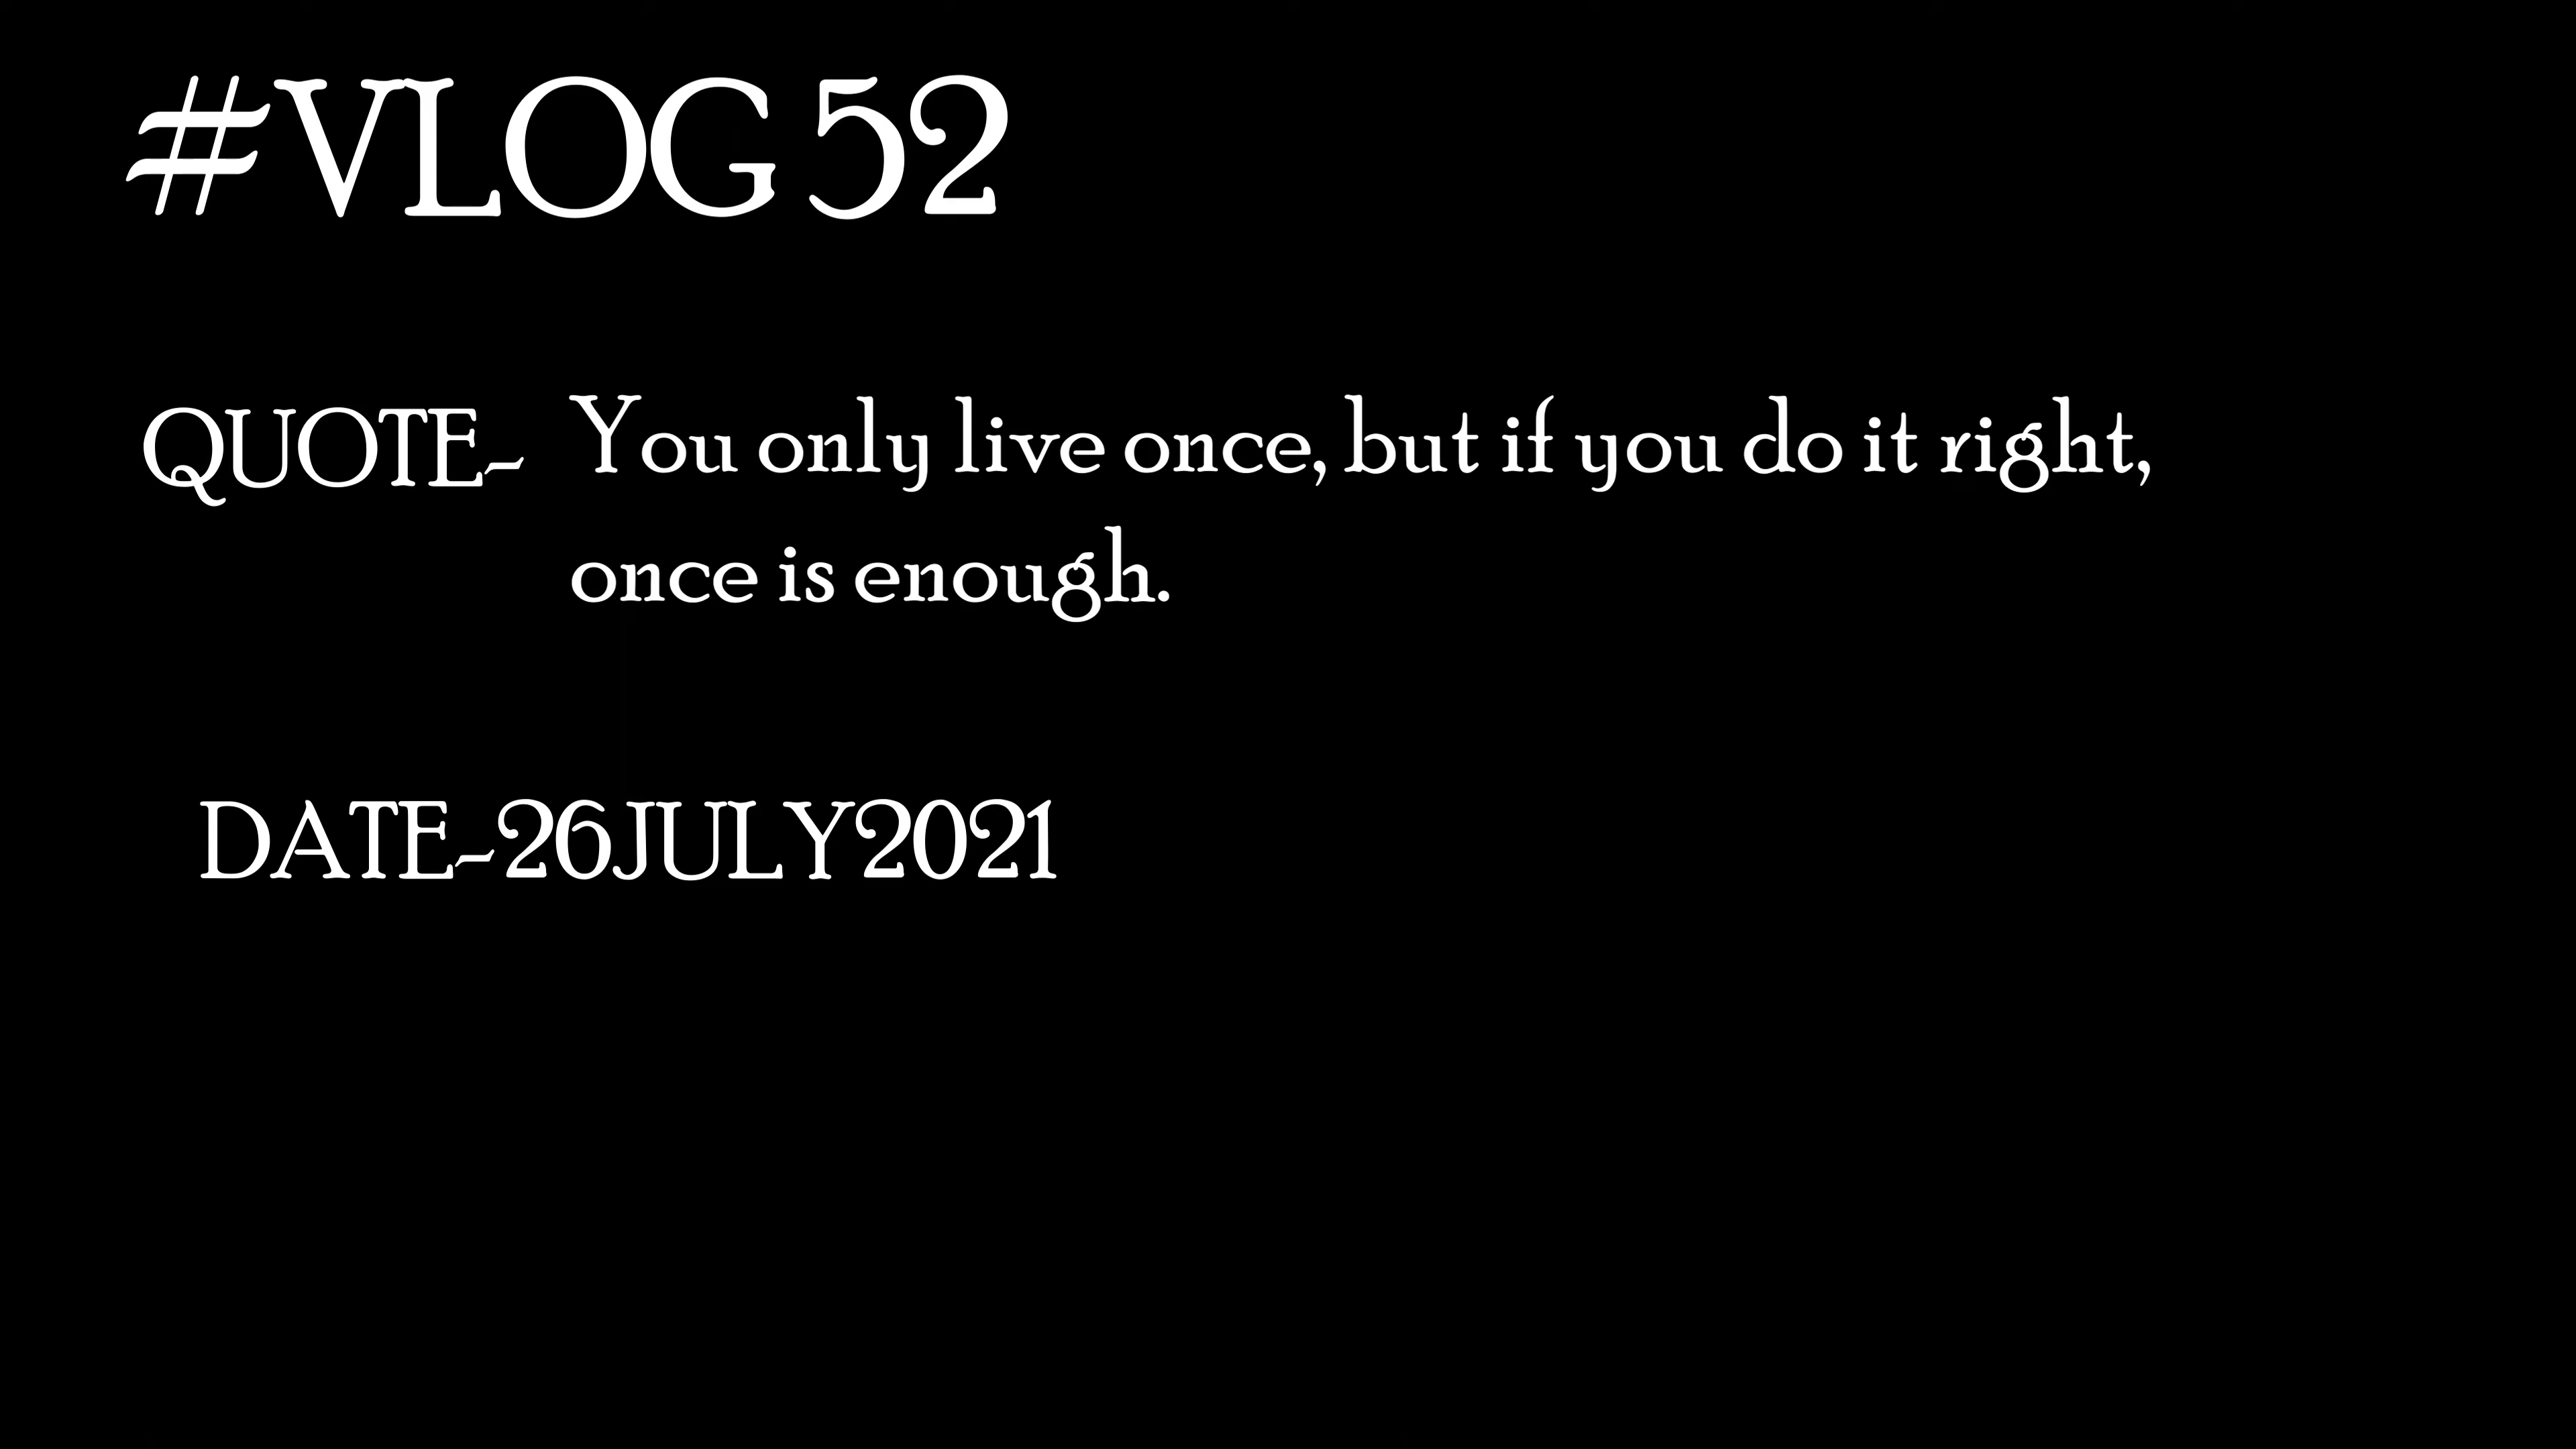 #VLOG 52
QUOTE- You only live once, but if you do it right,
once is enough.
DATE-26JULY2021